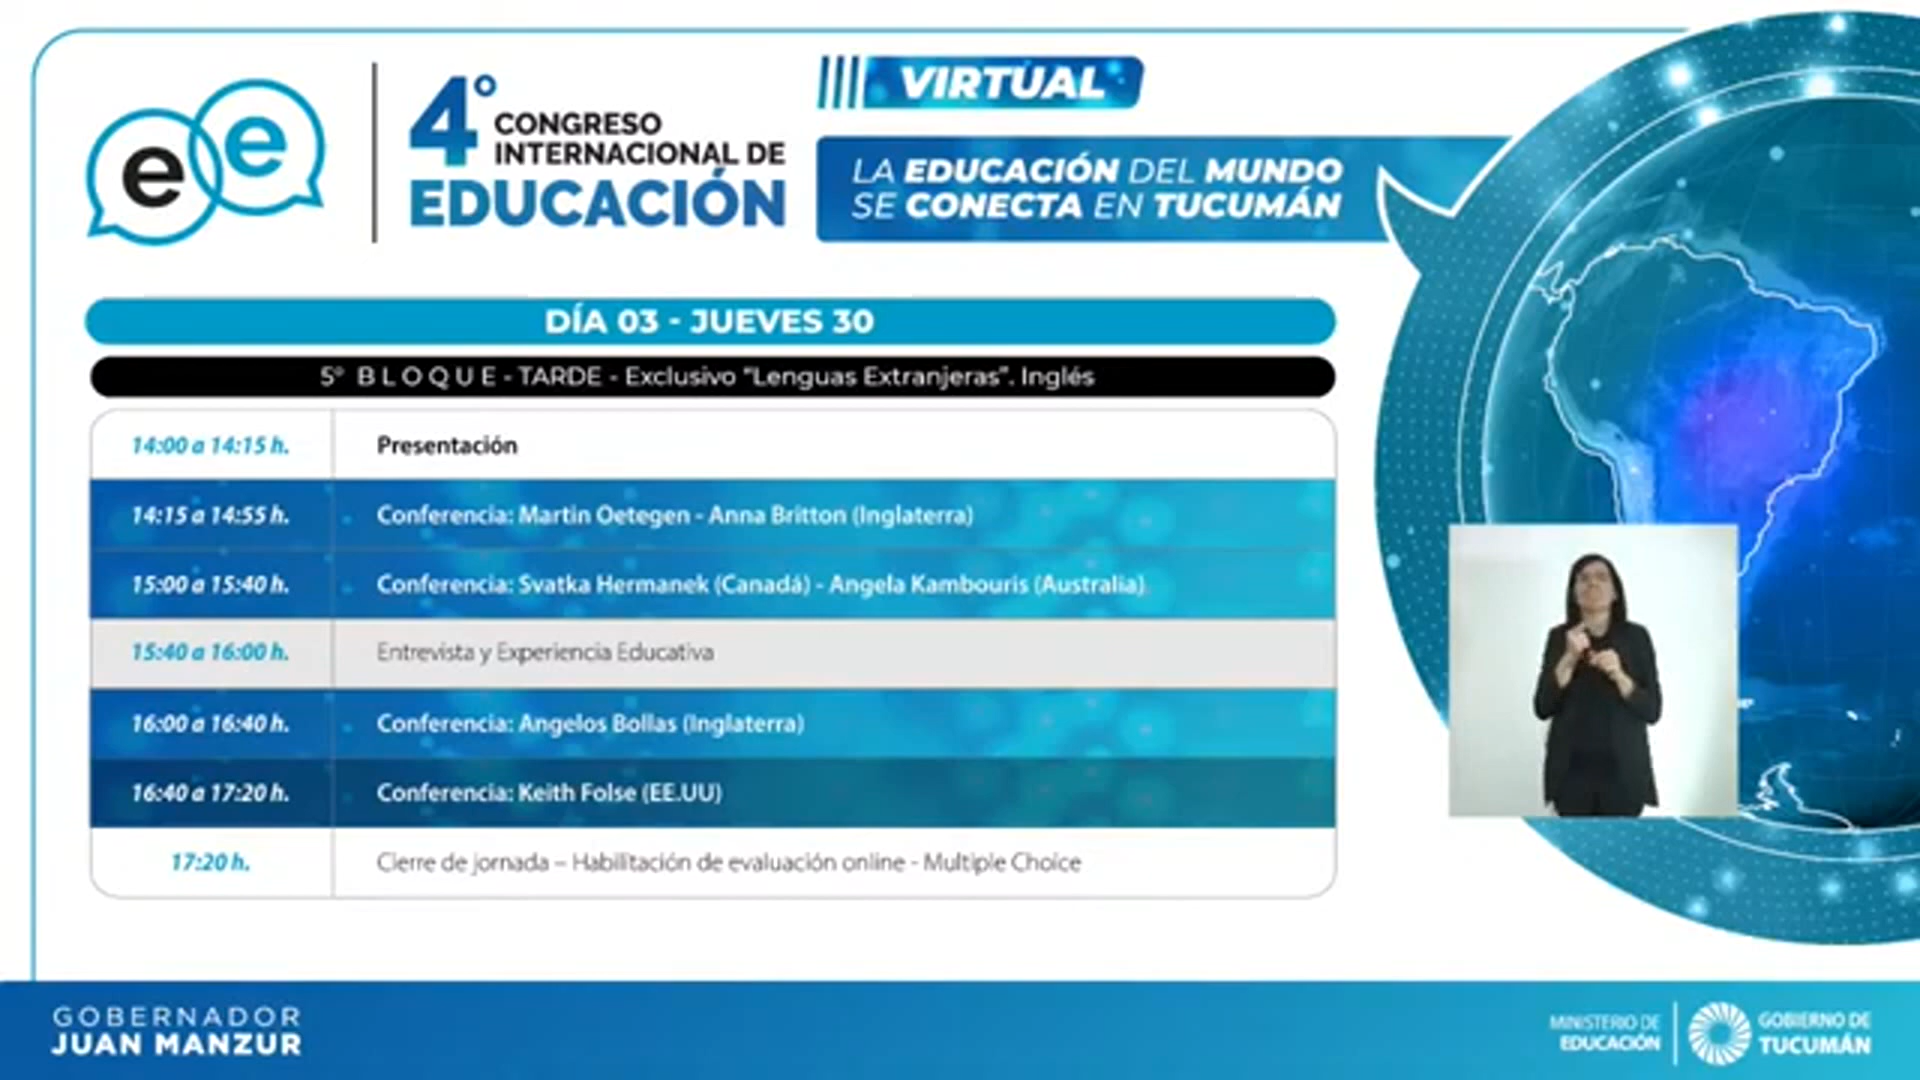 ee
4° CONGRESO
INTERNACIONAL DE
EDUCACIÓN
VIRTUAL
LA EDUCACIÓN DEL MUNDO
SE CONECTA EN TUCUMÁN
DÍA 03 - JUEVES 30
5º BLOQUE - TARDE - Exclusivo "Lenguas Extranjeras". Inglés
14:00 a 14:15 h. Presentación
14:15 a 14:55 h. Conferencia: Martin Oetegen - Anna Britton (Inglaterra)
15:00 a 15:40 h. Conferencia: Svatka Hermanek (Canadá) - Angela Kambouris (Australia)
15:40 a 16:00 h. Entrevista y Experiencia Educativa
16:00 a 16:40 h. Conferencia: Angelos Bollas (Inglaterra)
16:40 a 17:20 h. Conferencia: Keith Folse (EE.UU)
17:20 h. Cierre de jornada – Habilitación de evaluación online - Multiple Choice
GOBERNADOR
JUAN MANZUR
MINISTERIO DE
EDUCACIÓN
GOBIERNO DE
TUCUMÁN